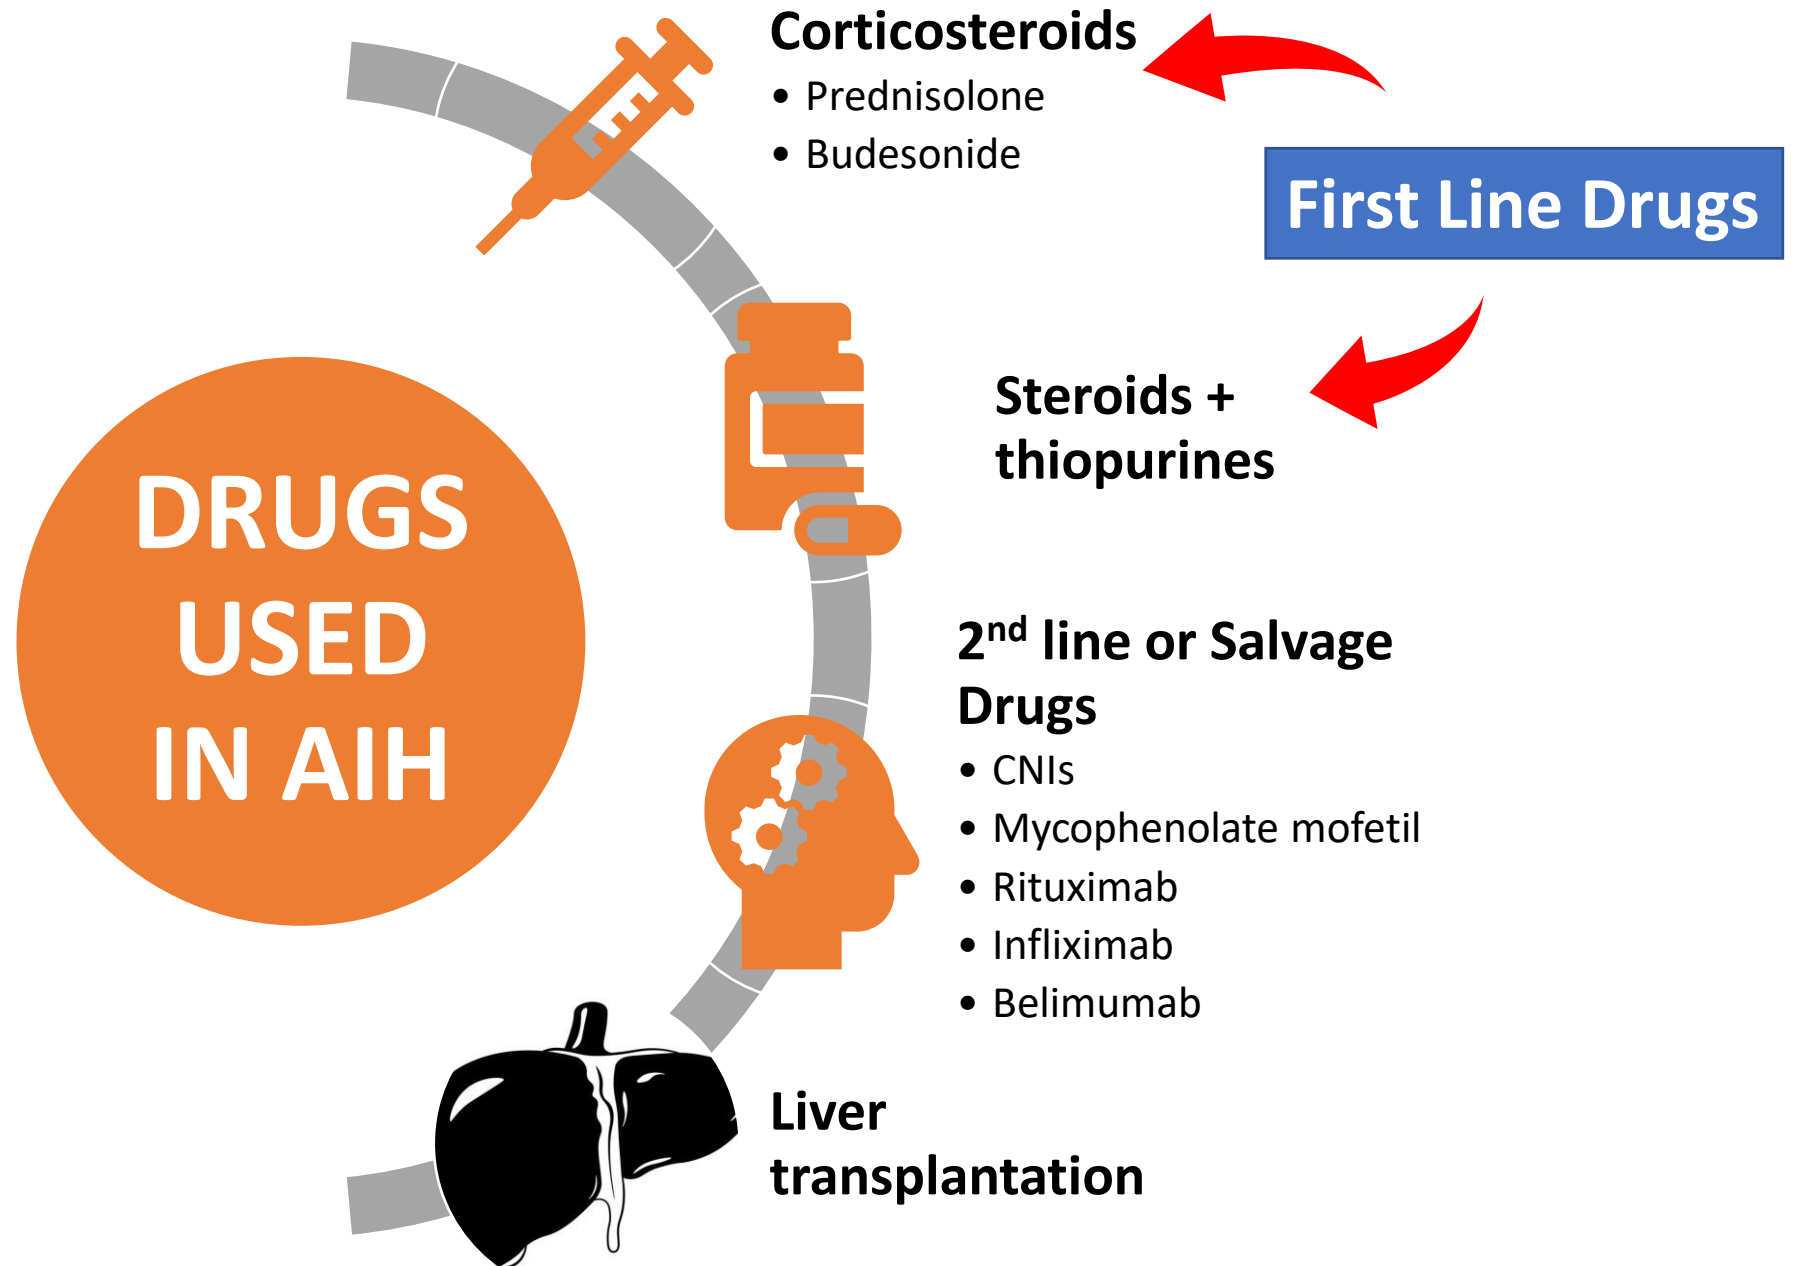 Corticosteroids
• Prednisolone
• Budesonide
First Line Drugs
Steroids +
thiopurines
DRUGS
USED
IN AIH
2nd line or Salvage
Drugs
• CNIs
• Mycophenolate mofetil
• Rituximab
• Infliximab
• Belimumab
Liver
transplantation